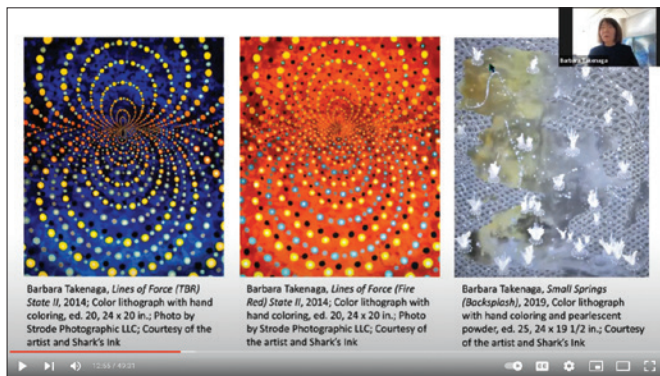 Barbara Takenaga
Barbara Takenaga, Lines of Force (TBR)
State II, 2014; Color lithograph with hand
coloring, ed. 20, 24 x 20 in.; Photo by
Strode Photographic LLC; Courtesy of the
artist and Shark's Ink
Barbara Takenaga, Lines of Force (Fire
Red) State II, 2014; Color lithograph with
hand coloring, ed. 20, 24 x 20 in.; Photo
by Strode Photographic LLC; Courtesy of
the artist and Shark's Ink
Barbara Takenaga, Small Springs
(Backsplash), 2019, Color lithograph
with hand coloring and pearlescent
powder, ed. 25, 24 x 19 1/2 in.; Courtesy
of the artist and Shark's Ink